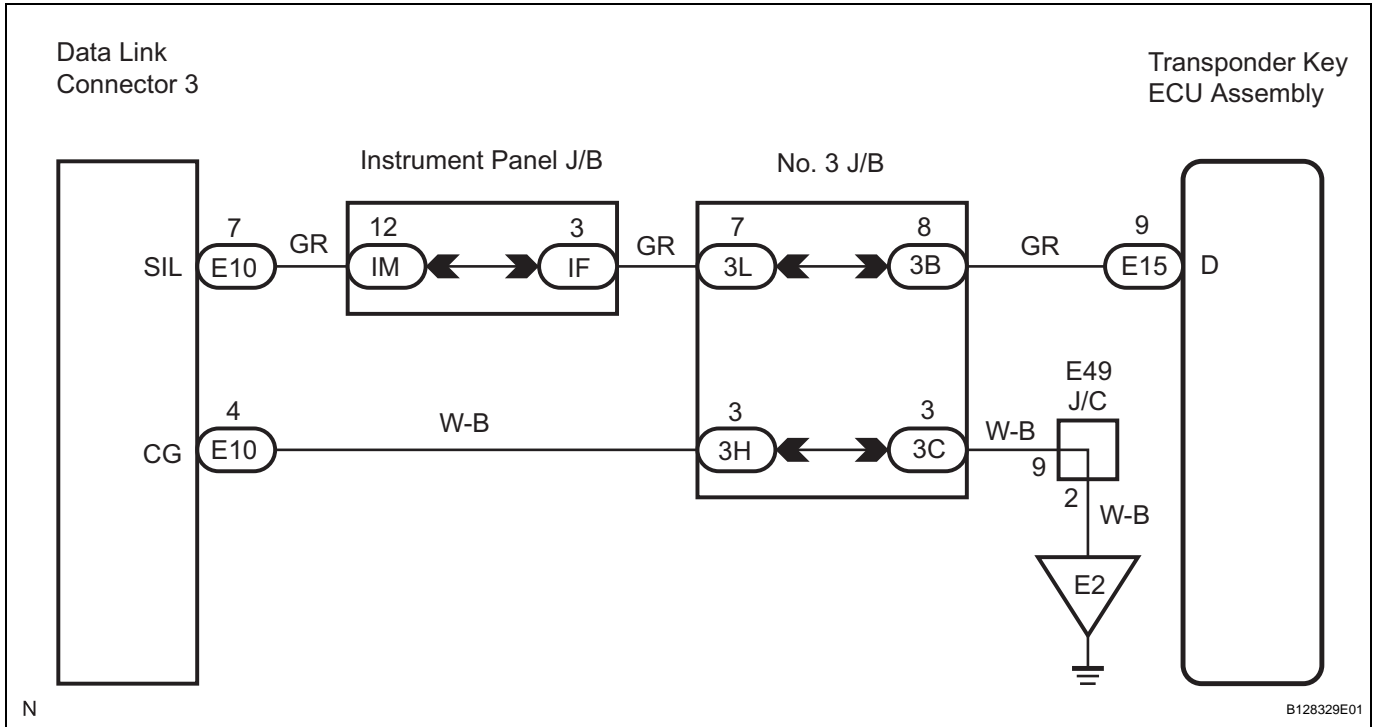 Data Link
Connector 3
Transponder Key
ECU Assembly
Instrument Panel J/B
No. 3 J/B
7
GR
12
3
GR
7
8
GR
9
SIL
E10
IM
IF
3L
3B
E15
D
E49
J/C
4
W-B
3
3
W-B
CG
E10
3H
3C
9
2
W-B
E2
N
B128329E01